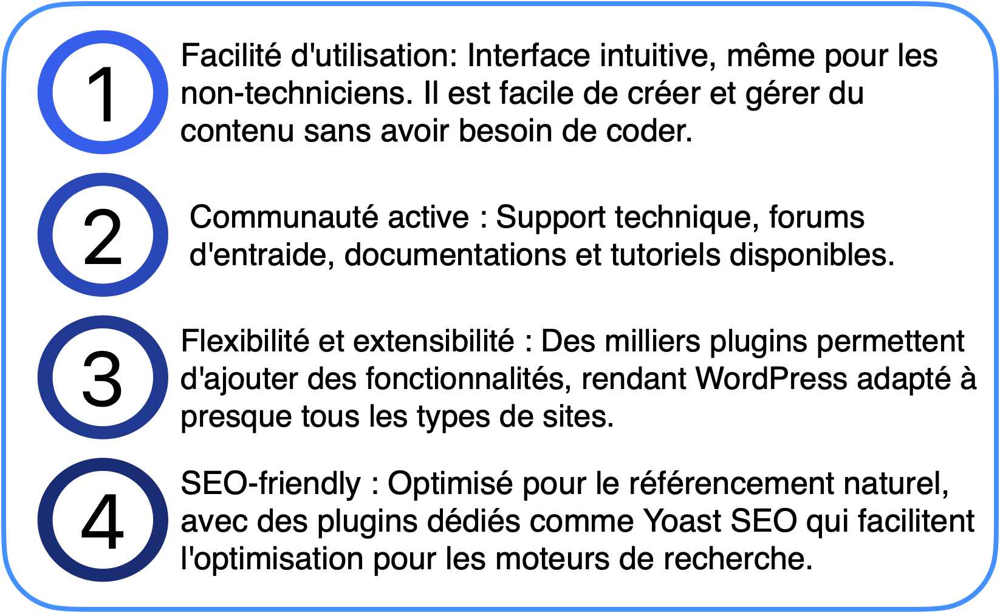 1
Facilité d'utilisation: Interface intuitive, même pour les
non-techniciens. Il est facile de créer et gérer du
contenu sans avoir besoin de coder.
2
Communauté active : Support technique, forums
d'entraide, documentations et tutoriels disponibles.
3
Flexibilité et extensibilité : Des milliers plugins permettent
d'ajouter des fonctionnalités, rendant WordPress adapté à
presque tous les types de sites.
4
SEO-friendly : Optimisé pour le référencement naturel,
avec des plugins dédiés comme Yoast SEO qui facilitent
l'optimisation pour les moteurs de recherche.